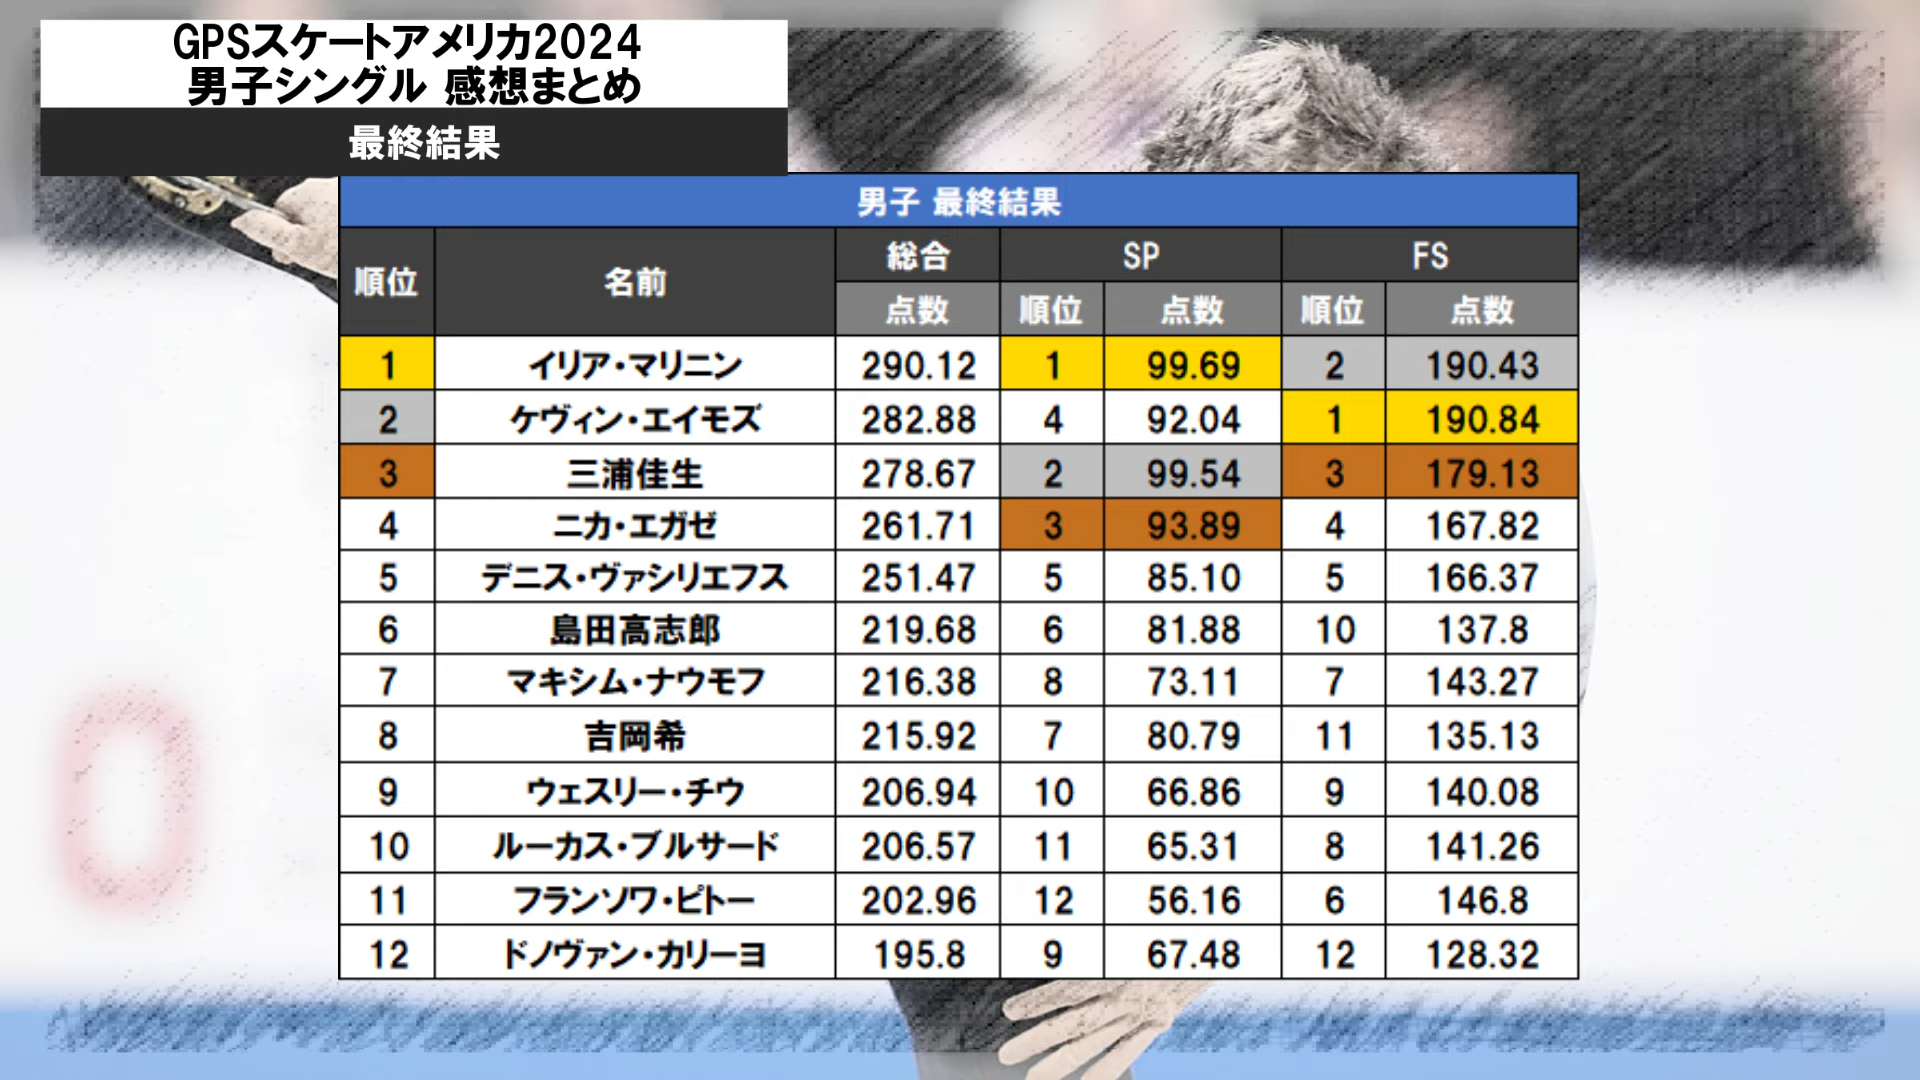 GPSスケートアメリカ2024
男子シングル 感想まとめ
最終結果
男子 最終結果
順位 名前 総合 SP FS
点数 順位 点数 順位 点数
1 イリア・マリニン 290.12 1 99.69 2 190.43
2 ケヴィン・エイモズ 282.88 4 92.04 1 190.84
3 三浦佳生 278.67 2 99.54 3 179.13
4 ニカ・エガゼ 261.71 3 93.89 4 167.82
5 デニス・ヴァシリエフス 251.47 5 85.10 5 166.37
6 島田高志郎 219.68 6 81.88 10 137.8
7 マキシム・ナウモフ 216.38 8 73.11 7 143.27
8 吉岡希 215.92 7 80.79 11 135.13
9 ウェスリー・チウ 206.94 10 66.86 9 140.08
10 ルーカス・ブルサード 206.57 11 65.31 8 141.26
11 フランソワ・ピトー 202.96 12 56.16 6 146.8
12 ドノヴァン・カリーヨ 195.8 9 67.48 12 128.32